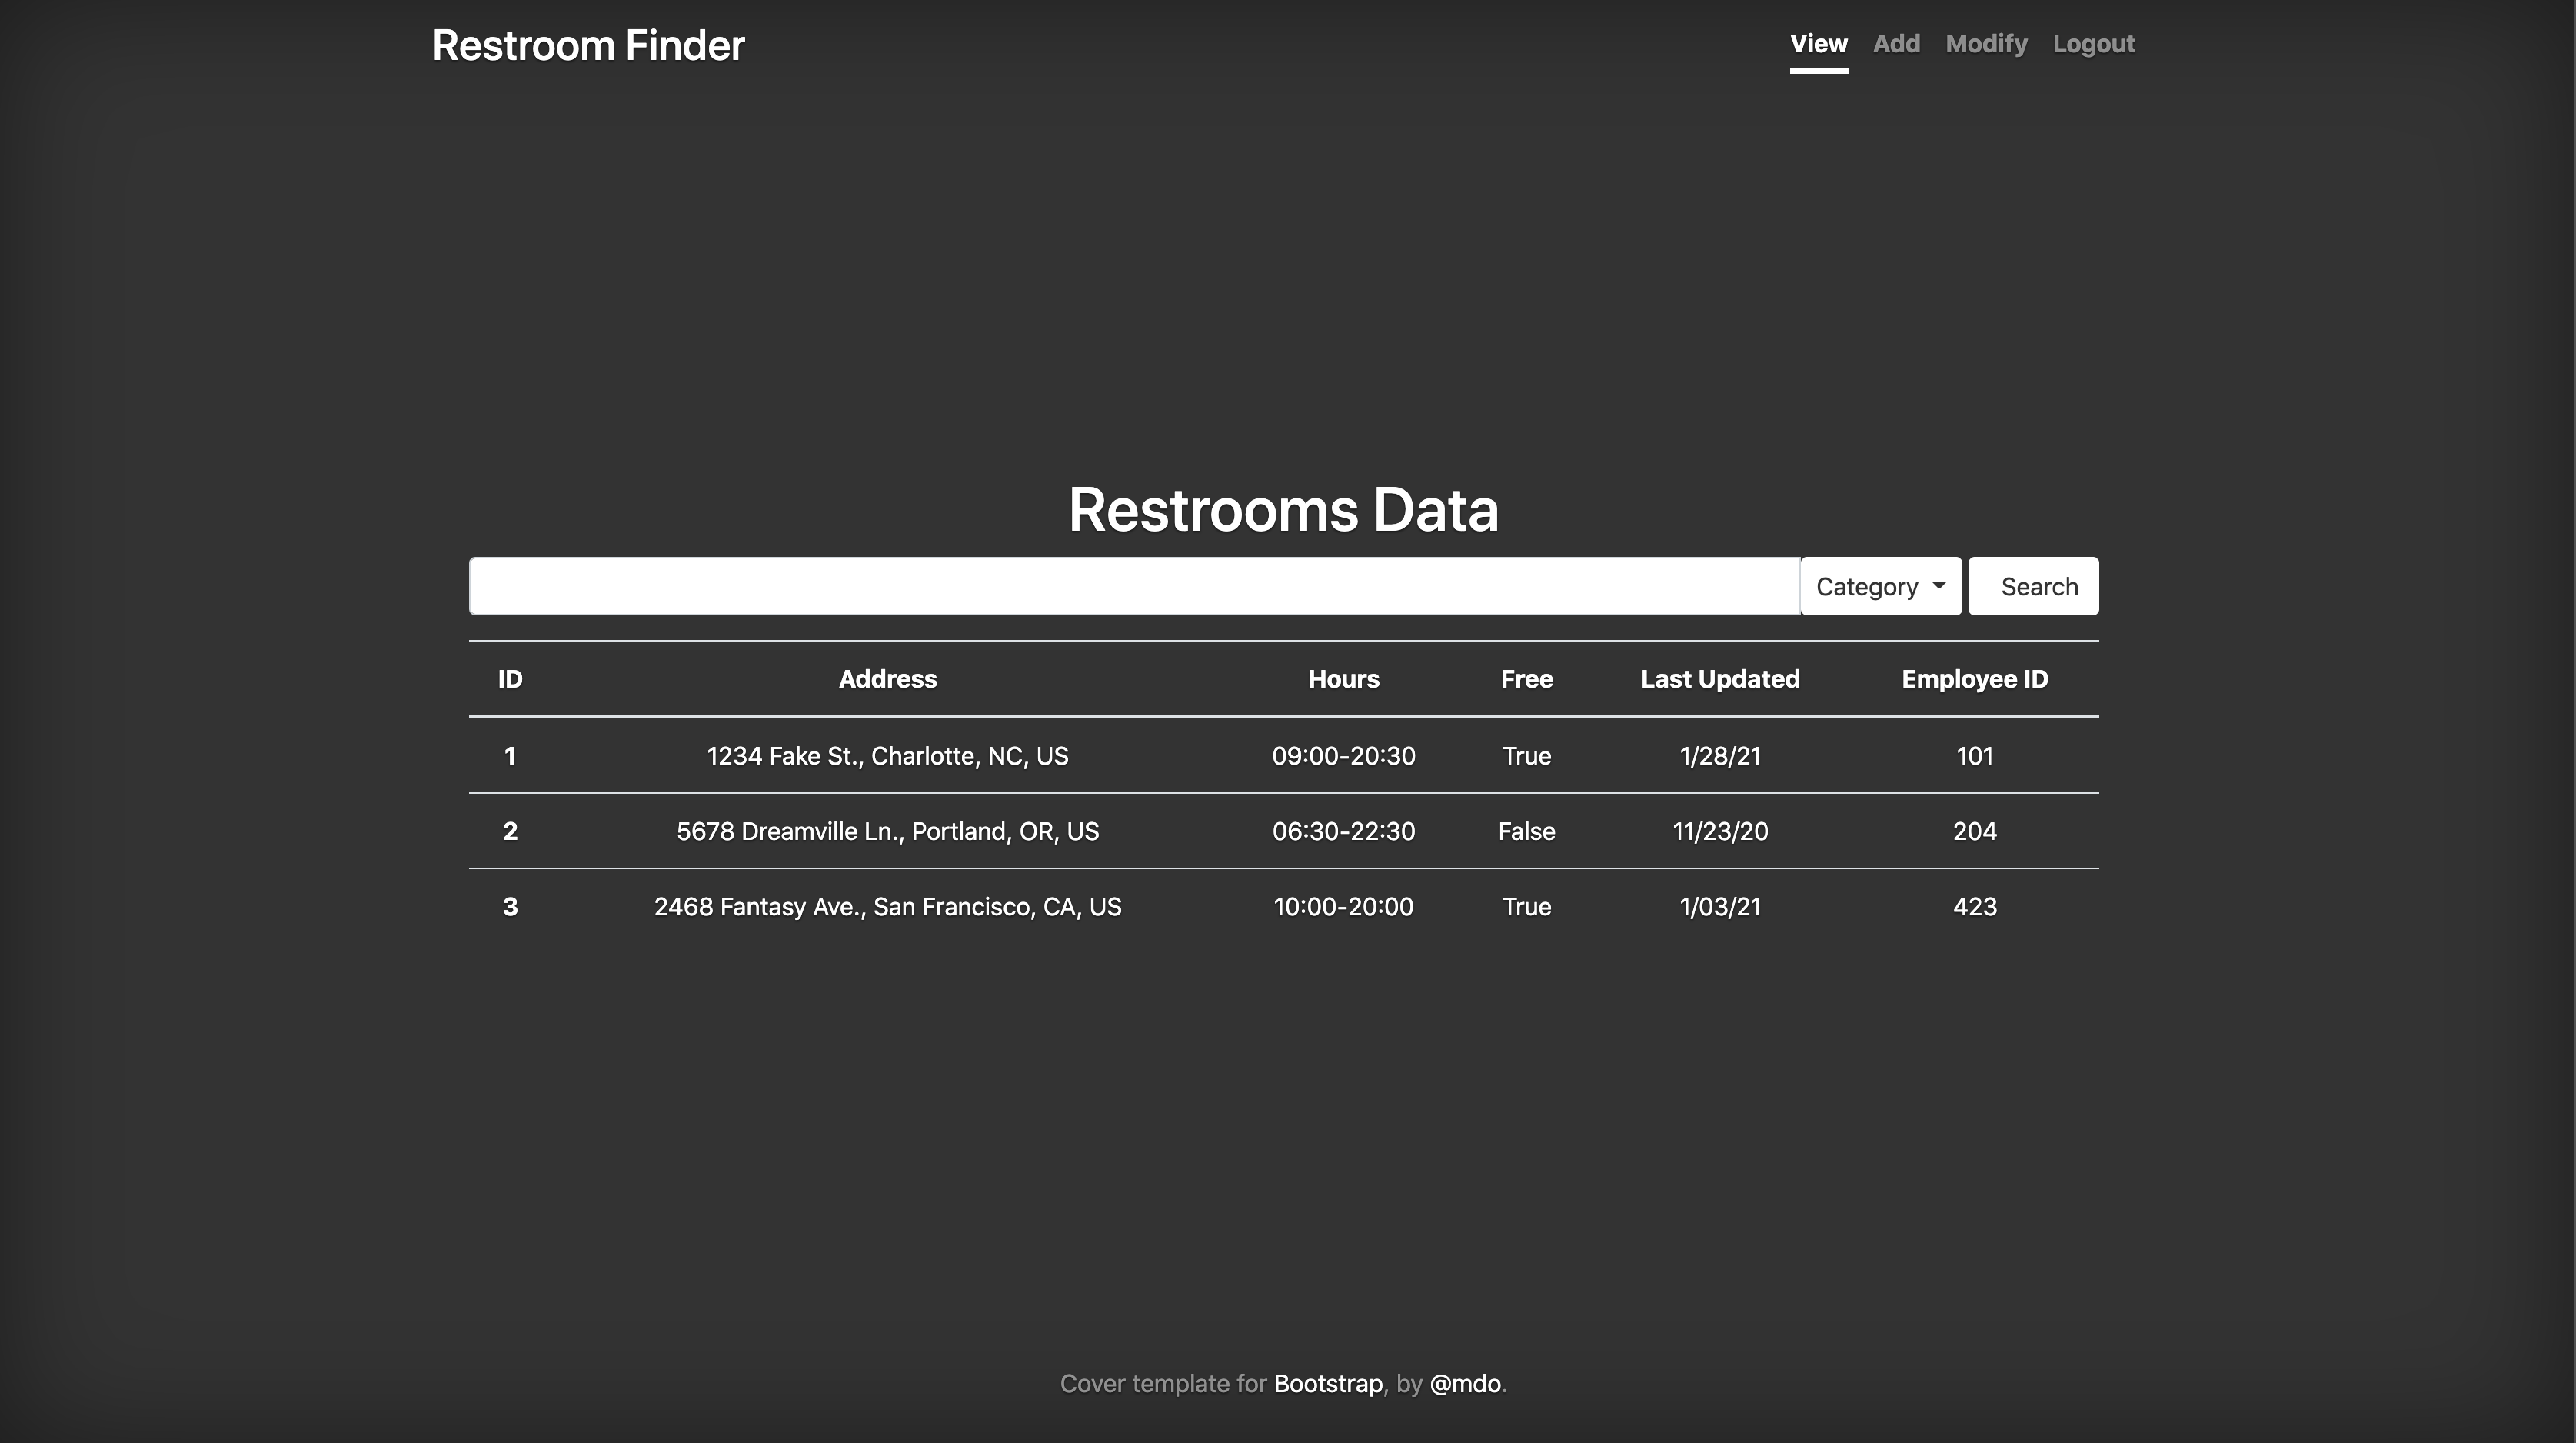 Restroom Finder View Add Modify Logout
Restrooms Data
Category Search
ID Address Hours Free Last Updated Employee ID
1 1234 Fake St., Charlotte, NC, US 09:00-20:30 True 1/28/21 101
2 5678 Dreamville Ln., Portland, OR, US 06:30-22:30 False 11/23/20 204
3 2468 Fantasy Ave., San Francisco, CA, US 10:00-20:00 True 1/03/21 423
Cover template for Bootstrap, by @mdo.